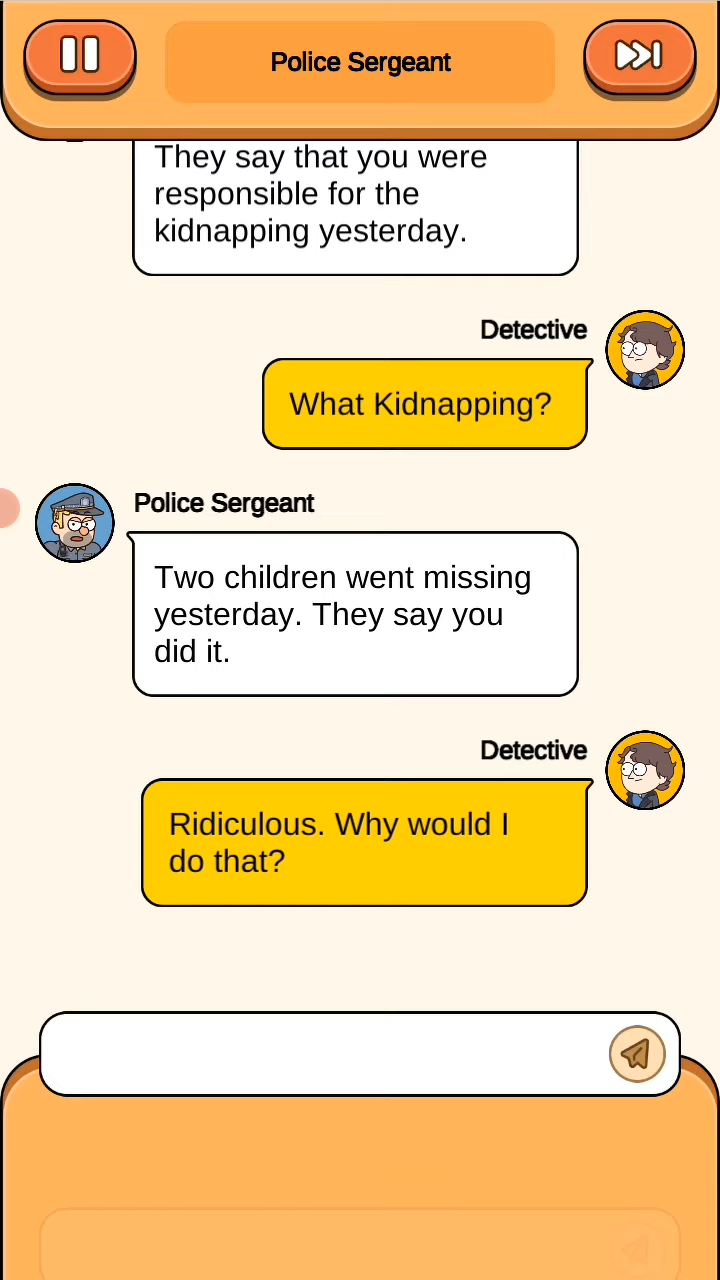 Police Sergeant
They say that you were
responsible for the
kidnapping yesterday.
Detective
What Kidnapping?
Police Sergeant
Two children went missing
yesterday. They say you
did it.
Detective
Ridiculous. Why would I
do that?